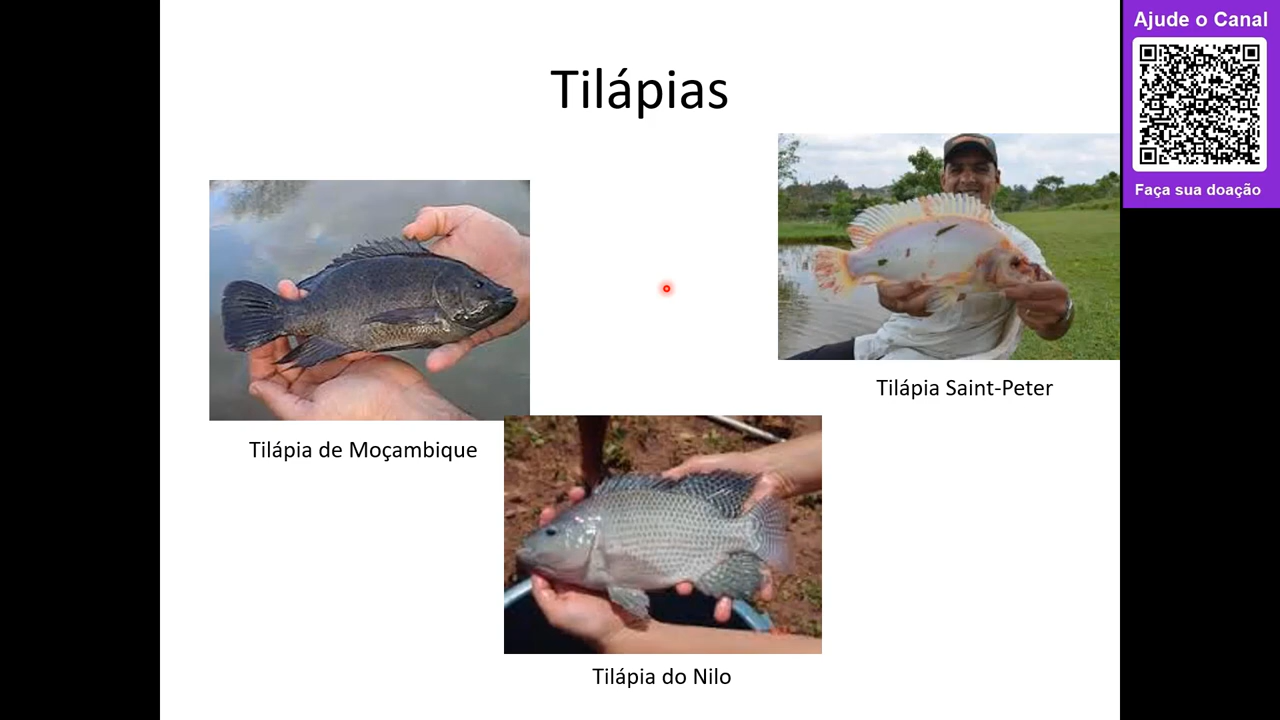 Ajude o Canal
Faça sua doação
Tilápias
Tilápia Saint-Peter
Tilápia de Moçambique
Tilápia do Nilo